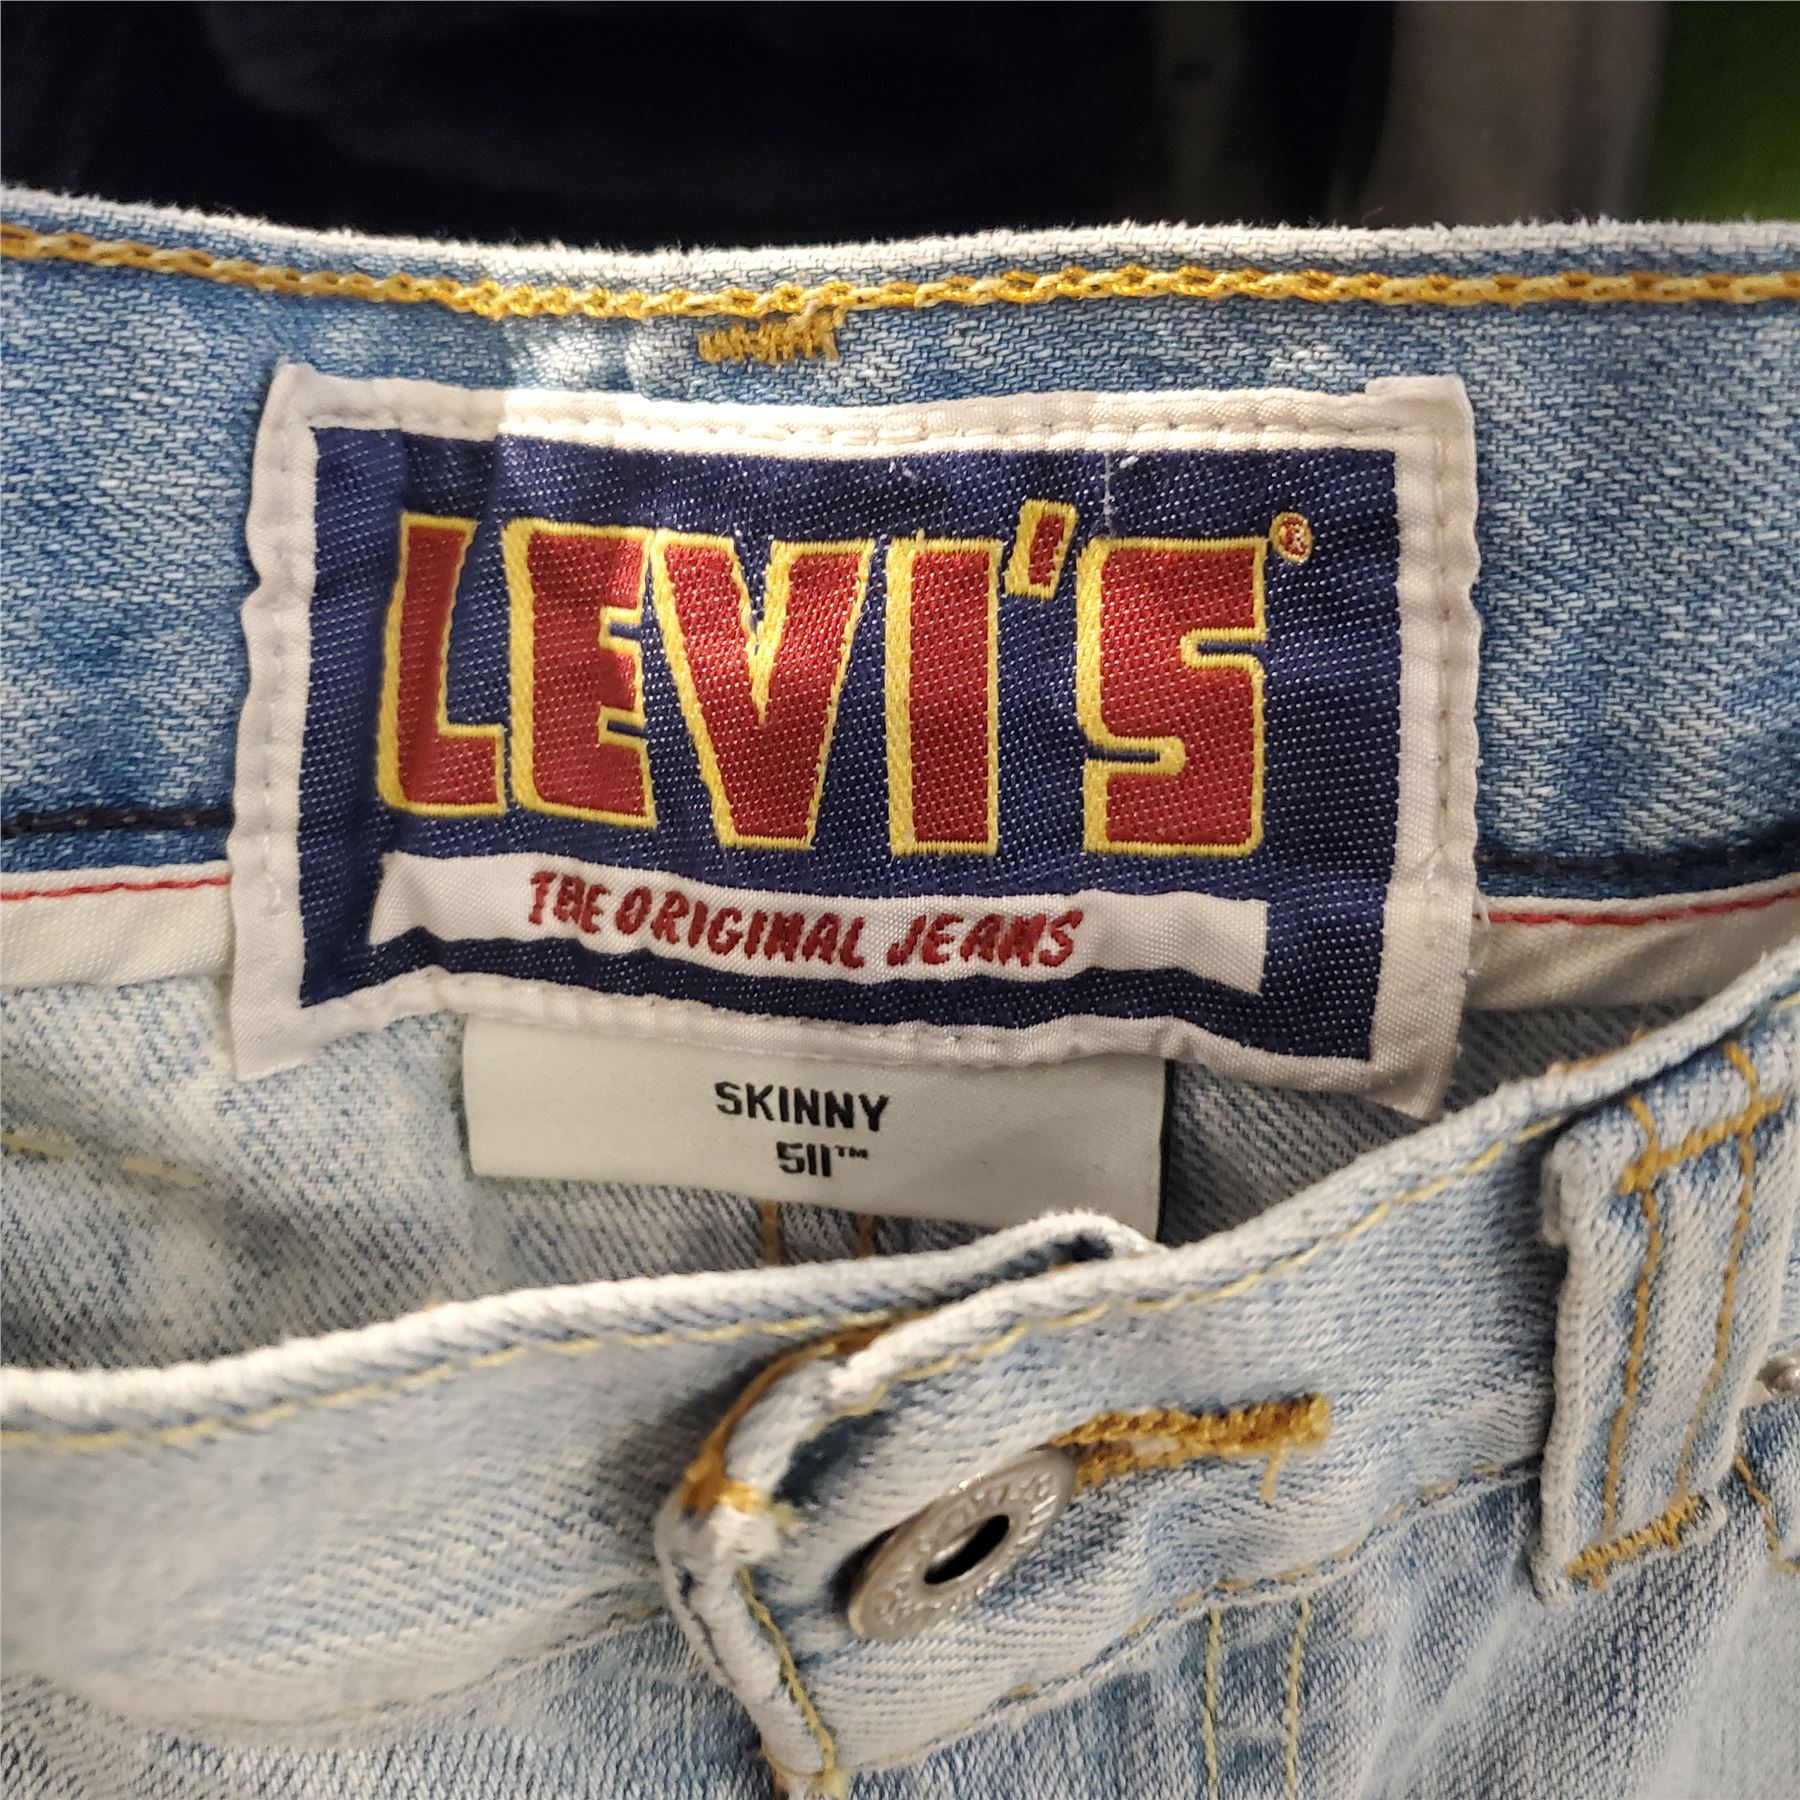 LEVI'S®
THE ORIGINAL JEANS
SKINNY
511™